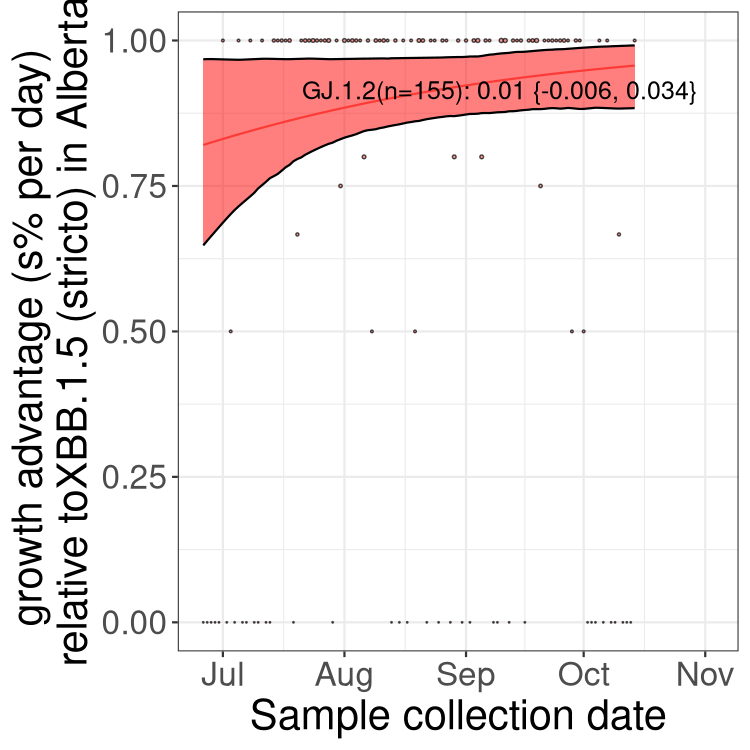 growth advantage (s% per day)
relative toXBB.1.5 (stricto) in Alberta
1.00
GJ.1.2(n=155): 0.01 {-0.006, 0.034}
0.75
0.50
0.25
0.00
Jul Aug Sep Oct Nov
Sample collection date